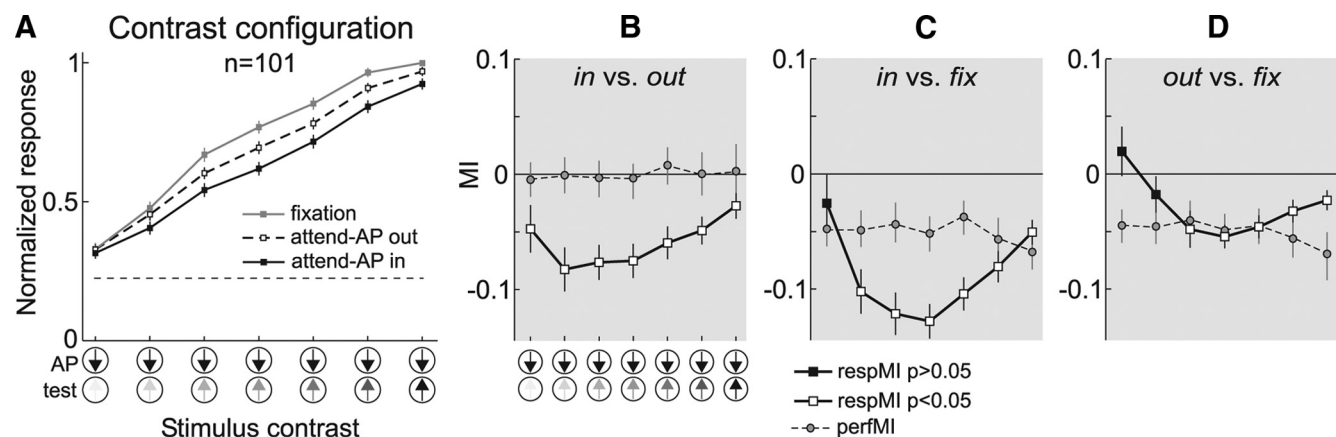 A
Contrast configuration
n=101
Normalized response
1
0.5
0
fixation
attend-AP out
attend-AP in
AP
test
Stimulus contrast
B
in vs. out
MI
0.1
0
-0.1
C
in vs. fix
0.1
0
-0.1
respMI p>0.05
respMI p<0.05
perfMI
D
out vs. fix
0.1
0
-0.1